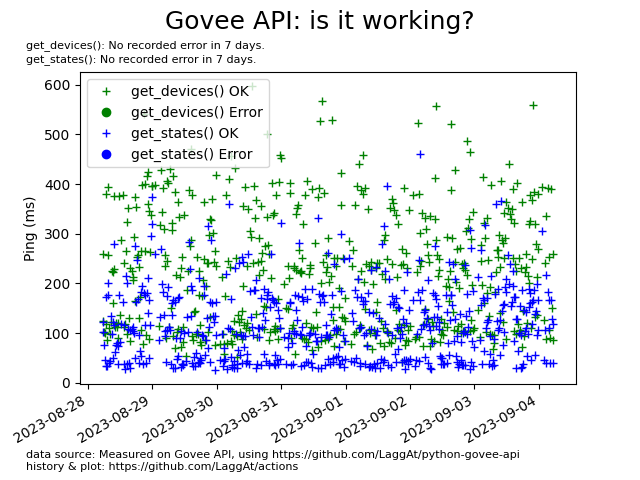 Govee API: is it working?
get_devices(): No recorded error in 7 days.
get_states(): No recorded error in 7 days.
get_devices() OK
get_devices() Error
get_states() OK
get_states() Error
Ping (ms)
600
500
400
300
200
100
0
2023-08-28
2023-08-29
2023-08-30
2023-08-31
2023-09-01
2023-09-02
2023-09-03
2023-09-04
data source: Measured on Govee API, using https://github.com/LaggAt/python-govee-api
history & plot: https://github.com/LaggAt/actions